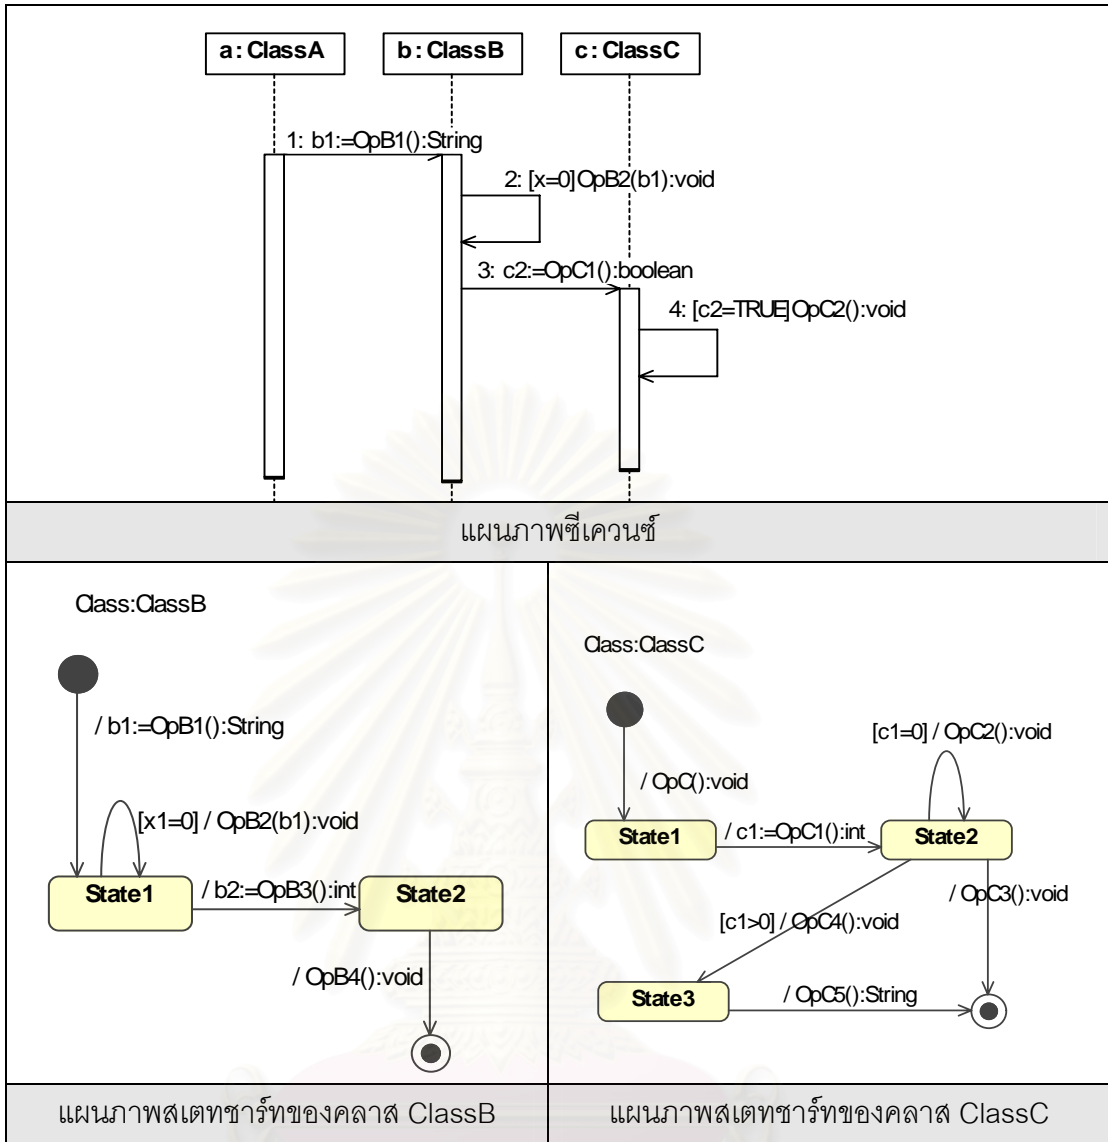 a: ClassA
b: ClassB
c: ClassC
1: b1:=OpB1():String
2: [x=0]OpB2(b1):void
3: c2:=OpC1():boolean
4: [c2=TRUE]OpC2():void
แผนภาพซีเควนซ์
Class:ClassB
/ b1:=OpB1():String
[x1=0] / OpB2(b1):void
State1
/ b2:=OpB3():int
State2
/ OpB4():void
Class:ClassC
[c1=0] / OpC2():void
/ OpC():void
State1
/ c1:=OpC1():int
State2
/ OpC3():void
[c1>0] / OpC4():void
State3
/ OpC5():String
แผนภาพสเตทชาร์ทของคลาส ClassB
แผนภาพสเตทชาร์ทของคลาส ClassC